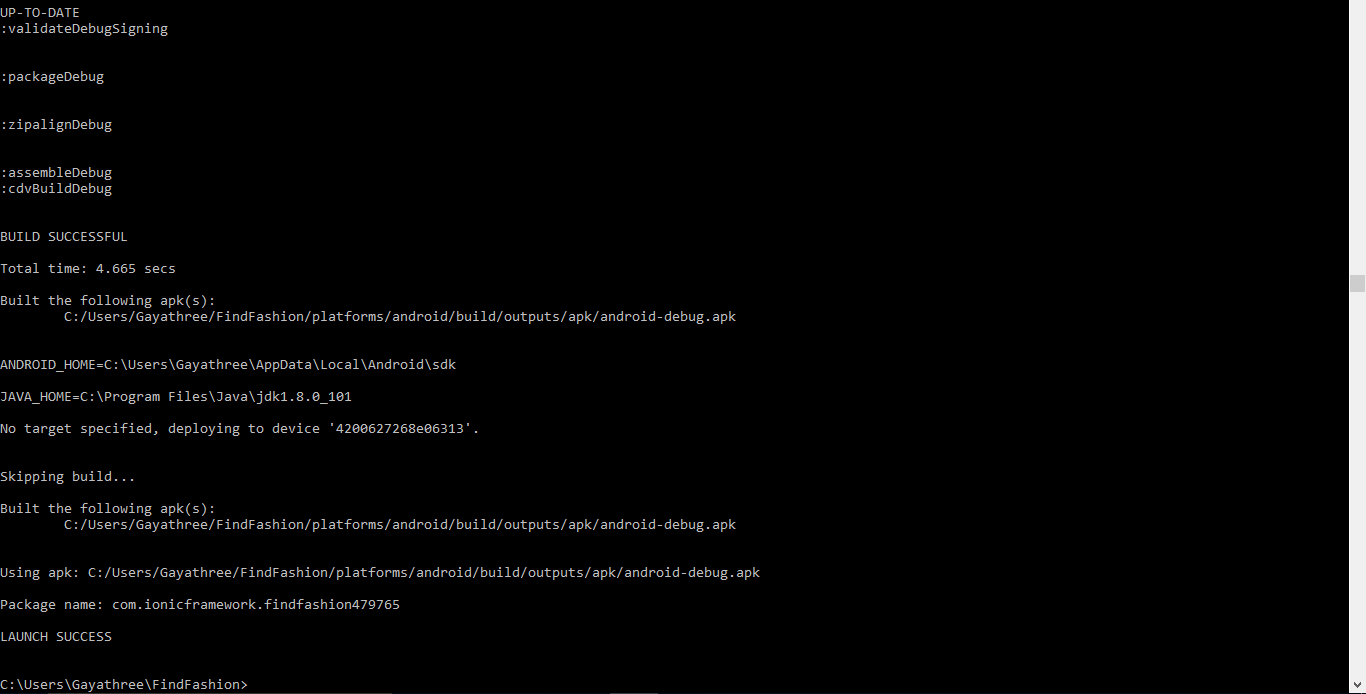 UP-TO-DATE
:validateDebugSigning
:packageDebug
:zipalignDebug
:assembleDebug
:cdvBuildDebug
BUILD SUCCESSFUL
Total time: 4.665 secs
Built the following apk(s):
C:/Users/Gayathree/FindFashion/platforms/android/build/outputs/apk/android-debug.apk
ANDROID_HOME=C:\Users\Gayathree\AppData\Local\Android\sdk
JAVA_HOME=C:\Program Files\Java\jdk1.8.0_101
No target specified, deploying to device '4200627268e06313'.
Skipping build...
Built the following apk(s):
C:/Users/Gayathree/FindFashion/platforms/android/build/outputs/apk/android-debug.apk
Using apk: C:/Users/Gayathree/FindFashion/platforms/android/build/outputs/apk/android-debug.apk
Package name: com.ionicframework.findfashion479765
LAUNCH SUCCESS
C:\Users\Gayathree\FindFashion>